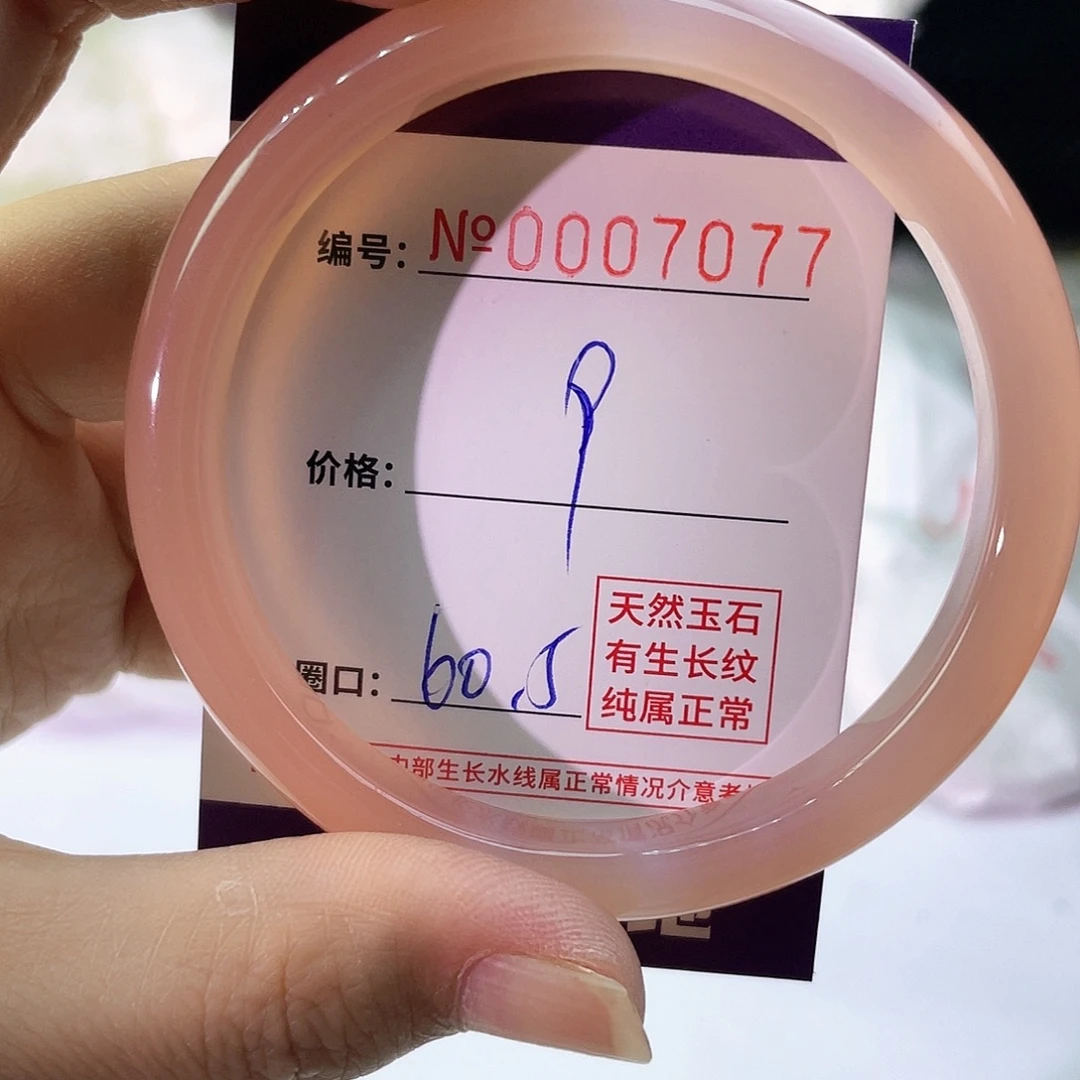 编号: №0007077
价格: 9
圈口: 60.5
天然玉石
有生长纹
纯属正常
内部生长水线属正常情况介意者